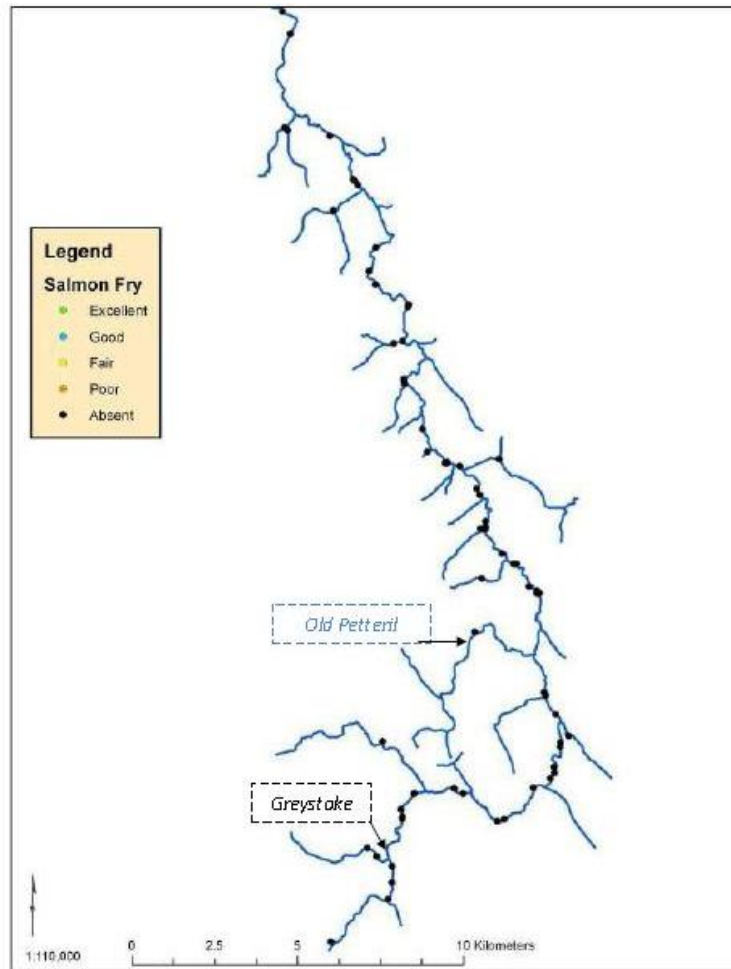 Legend
Salmon Fry
Excellent
Good
Fair
Poor
Absent
Old Petteril
Greystoke
1:110,000
0 2.5 5 10 Kilometers